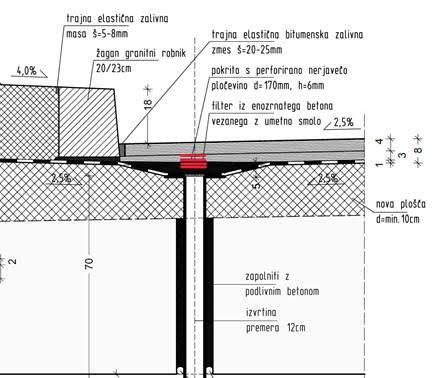 trajna elastična zalivna
masa š=5-8mm
trajna elastična bitumenska zalivna
zmes š=20-25mm
žagan granitni robnik
20/23cm
pokrito s perforirano nerjavečo
pločevino d=170mm, h=6mm
4,0%
18
filter iz enozrnatega betona
vezanega z umetno smolo
2,5%
1
4
3
8
5
2,5%
2,5%
nova plošča
d=min.10cm
2
70
zapolniti z
podlivnim betonom
izvrtina
premera 12cm